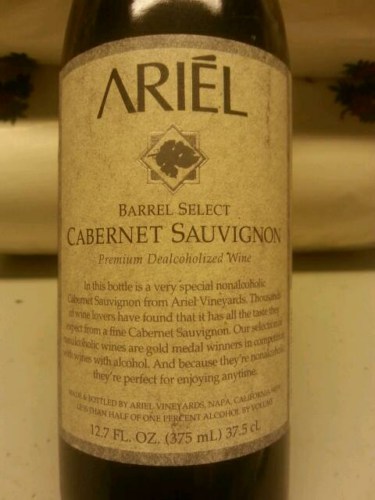 ARIÉL
BARREL SELECT
CABERNET SAUVIGNON
Premium Dealcoholized Wine
In this bottle is a very special nonalcoholic
Cabernet Sauvignon from Ariel Vineyards. Thousands
of wine lovers have found that it has all the taste they
expect from a fine Cabernet Sauvignon. Our selection of
nonalcoholic wines are gold medal winners in competition
with wines with alcohol. And because they're nonalcoholic
they're perfect for enjoying anytime.
MADE & BOTTLED BY ARIEL VINEYARDS, NAPA, CALIFORNIA,
LESS THAN HALF OF ONE PERCENT ALCOHOL BY VOLUME
12.7 FL. OZ. (375 mL) 37.5 cl.